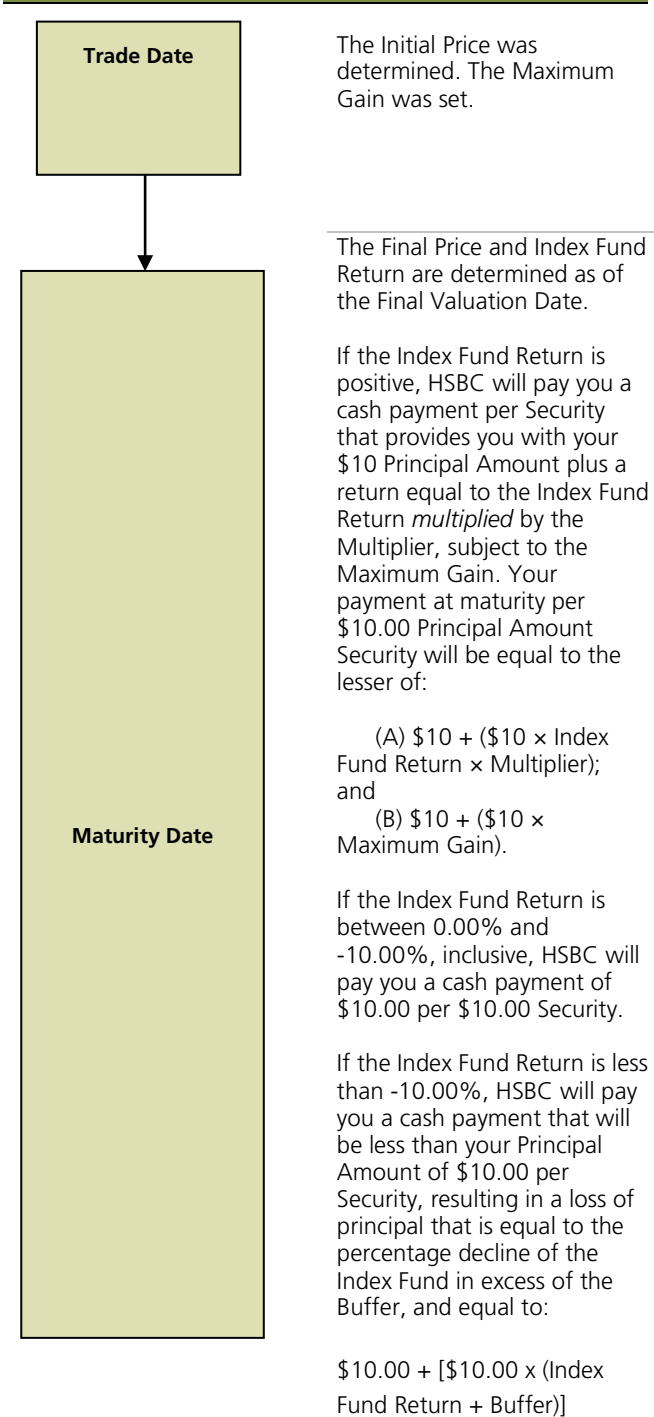 Trade Date
The Initial Price was
determined. The Maximum
Gain was set.
The Final Price and Index Fund
Return are determined as of
the Final Valuation Date.
If the Index Fund Return is
positive, HSBC will pay you a
cash payment per Security
that provides you with your
$10 Principal Amount plus a
return equal to the Index Fund
Return multiplied by the
Multiplier, subject to the
Maximum Gain. Your
payment at maturity per
$10.00 Principal Amount
Security will be equal to the
lesser of:
(A) $10 + ($10 × Index
Fund Return × Multiplier);
and
(B) $10 + ($10 ×
Maximum Gain).
Maturity Date
If the Index Fund Return is
between 0.00% and
-10.00%, inclusive, HSBC will
pay you a cash payment of
$10.00 per $10.00 Security.
If the Index Fund Return is less
than -10.00%, HSBC will pay
you a cash payment that will
be less than your Principal
Amount of $10.00 per
Security, resulting in a loss of
principal that is equal to the
percentage decline of the
Index Fund in excess of the
Buffer, and equal to:
$10.00 + [$10.00 x (Index
Fund Return + Buffer)]